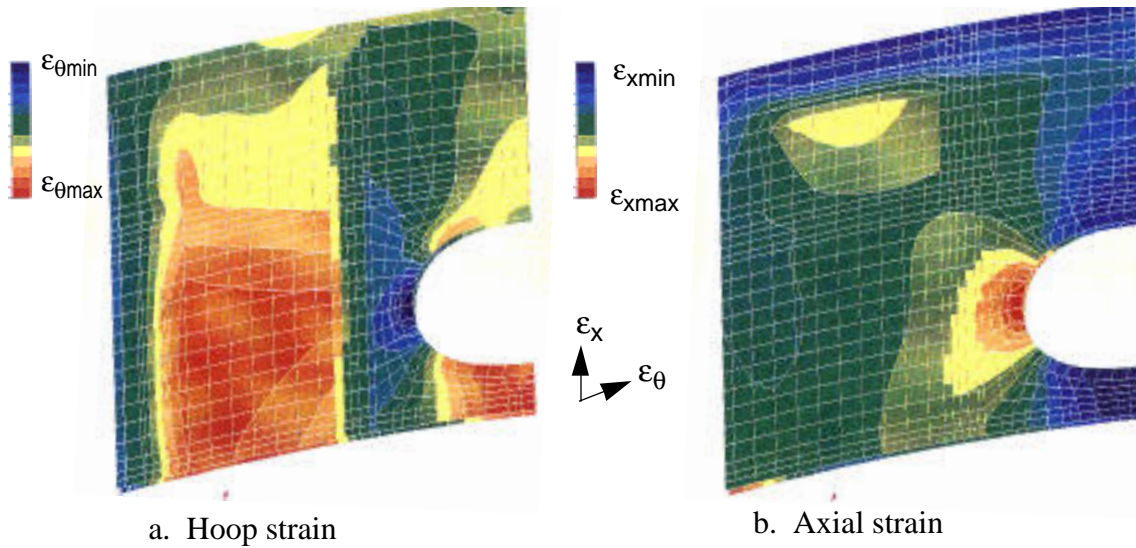 εθmin
εθmax
a. Hoop strain
εx
εθ
εxmin
εxmax
b. Axial strain